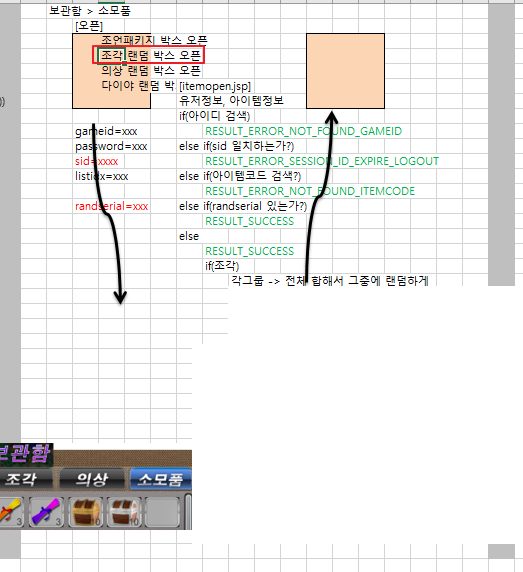 보관함 > 소모품
[오픈]
조언패키지 박스 오픈
조각 랜덤 박스 오픈
의상 랜덤 박스 오픈
다이아 랜덤 박 [itemopen.jsp]
))
유저정보, 아이템정보
if(아이디 검색)
gameid=xxx RESULT_ERROR_NOT_FOUND_GAMEID
password=xxx else if(sid 일치하는가?)
sid=xxxx RESULT_ERROR_SESSION_ID_EXPIRE_LOGOUT
listidx=xxx else if(아이템코드 검색?)
RESULT_ERROR_NOT_FOUND_ITEMCODE
randserial=xxx else if(randserial 있는가?)
RESULT_SUCCESS
else
RESULT_SUCCESS
if(조각)
각그룹 -> 전체 합해서 그중에 랜덤하게
보관함
조각 의상 소모품
3 3 10 10